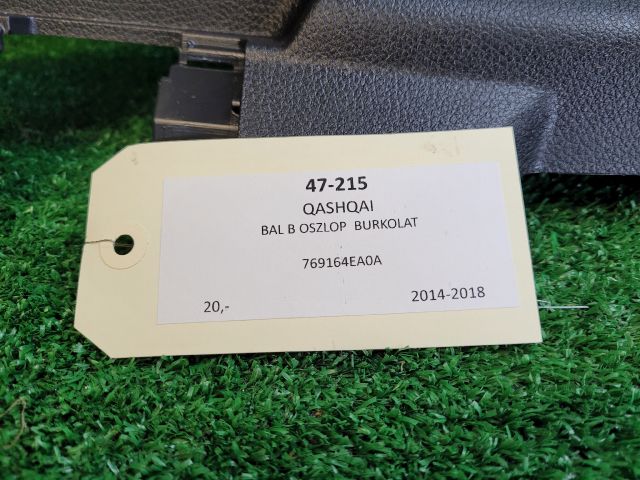 47-215
QASHQAI
BAL B OSZLOP BURKOLAT
769164EA0A
20,- 2014-2018